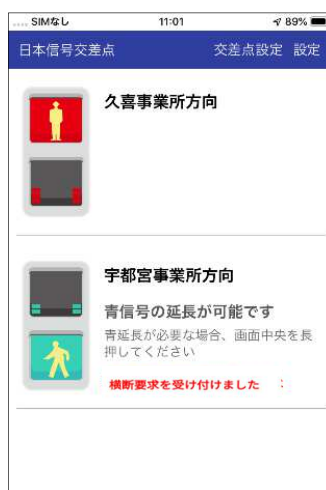 SIMなし 11:01 89%
日本信号交差点 交差点設定 設定
久喜事業所方向
宇都宮事業所方向
青信号の延長が可能です
青延長が必要な場合、画面中央を長
押してください
横断要求を受け付けました